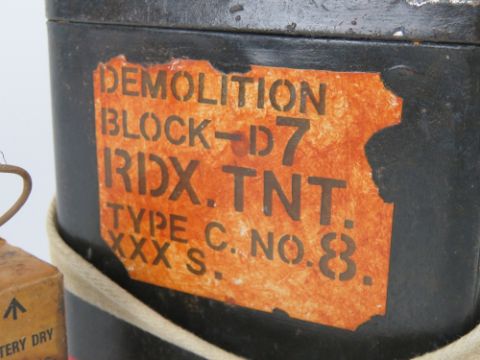 DEMOLITION
BLOCK-D7
RDX. TNT.
TYPE C. NO. 8.
XXX S.
TERY DRY